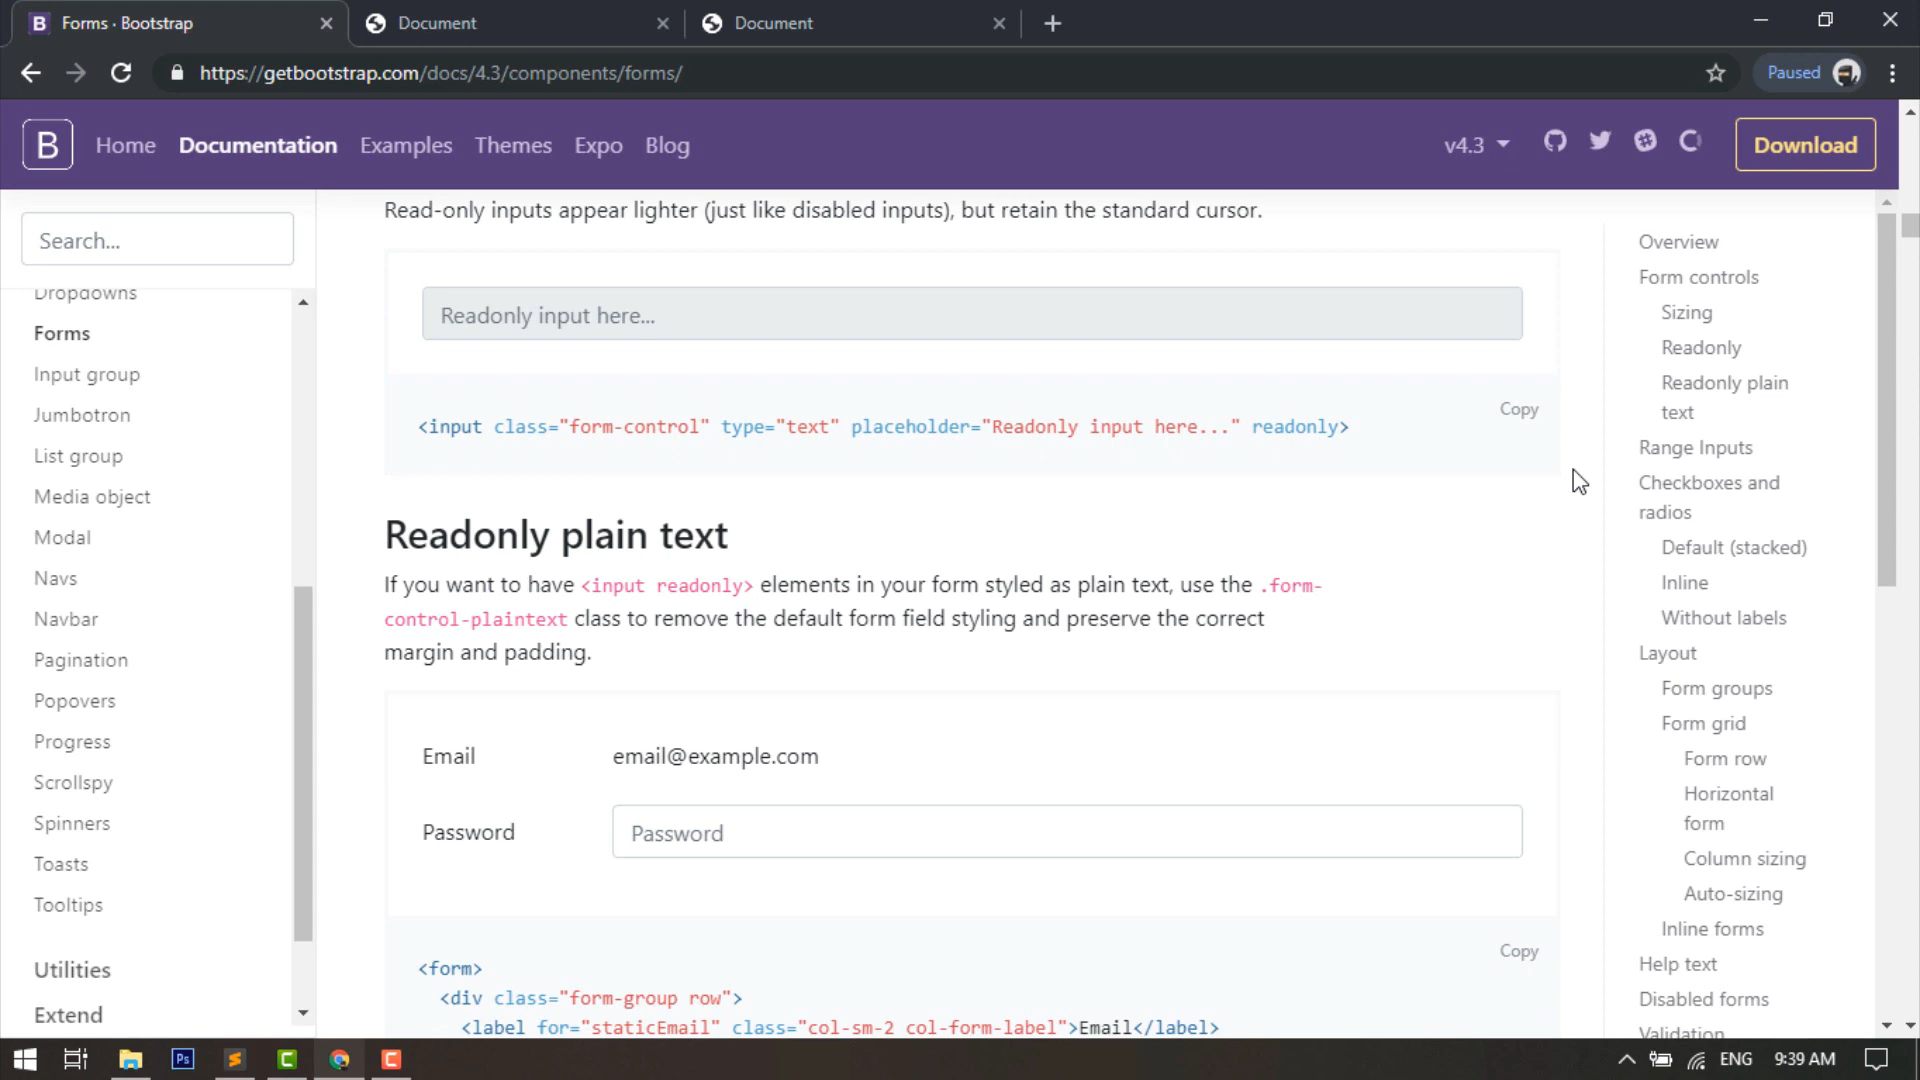 B Forms · Bootstrap
Document
Document
https://getbootstrap.com/docs/4.3/components/forms/
Paused
B
Home
Documentation
Examples
Themes
Expo
Blog
v4.3
Download
Search...
Dropdowns
Forms
Input group
Jumbotron
List group
Media object
Modal
Navs
Navbar
Pagination
Popovers
Progress
Scrollspy
Spinners
Toasts
Tooltips
Utilities
Extend
Read-only inputs appear lighter (just like disabled inputs), but retain the standard cursor.
Readonly input here...
Copy
<input class="form-control" type="text" placeholder="Readonly input here..." readonly>
Readonly plain text
If you want to have <input readonly> elements in your form styled as plain text, use the .form-
control-plaintext class to remove the default form field styling and preserve the correct
margin and padding.
Email
email@example.com
Password
Password
Copy
<form>
<div class="form-group row">
<label for="staticEmail" class="col-sm-2 col-form-label">Email</label>
Overview
Form controls
Sizing
Readonly
Readonly plain
text
Range Inputs
Checkboxes and
radios
Default (stacked)
Inline
Without labels
Layout
Form groups
Form grid
Form row
Horizontal
form
Column sizing
Auto-sizing
Inline forms
Help text
Disabled forms
Validation
Ps
C
C
ENG
9:39 AM